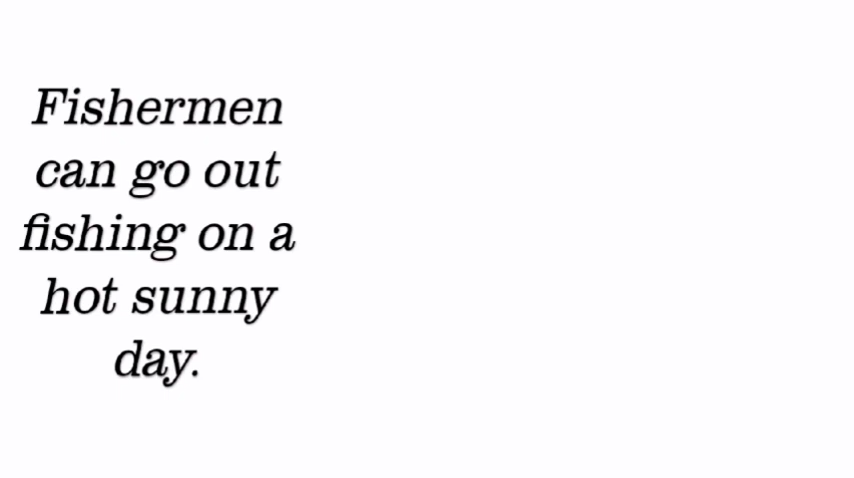 Fishermen
can go out
fishing on a
hot sunny
day.